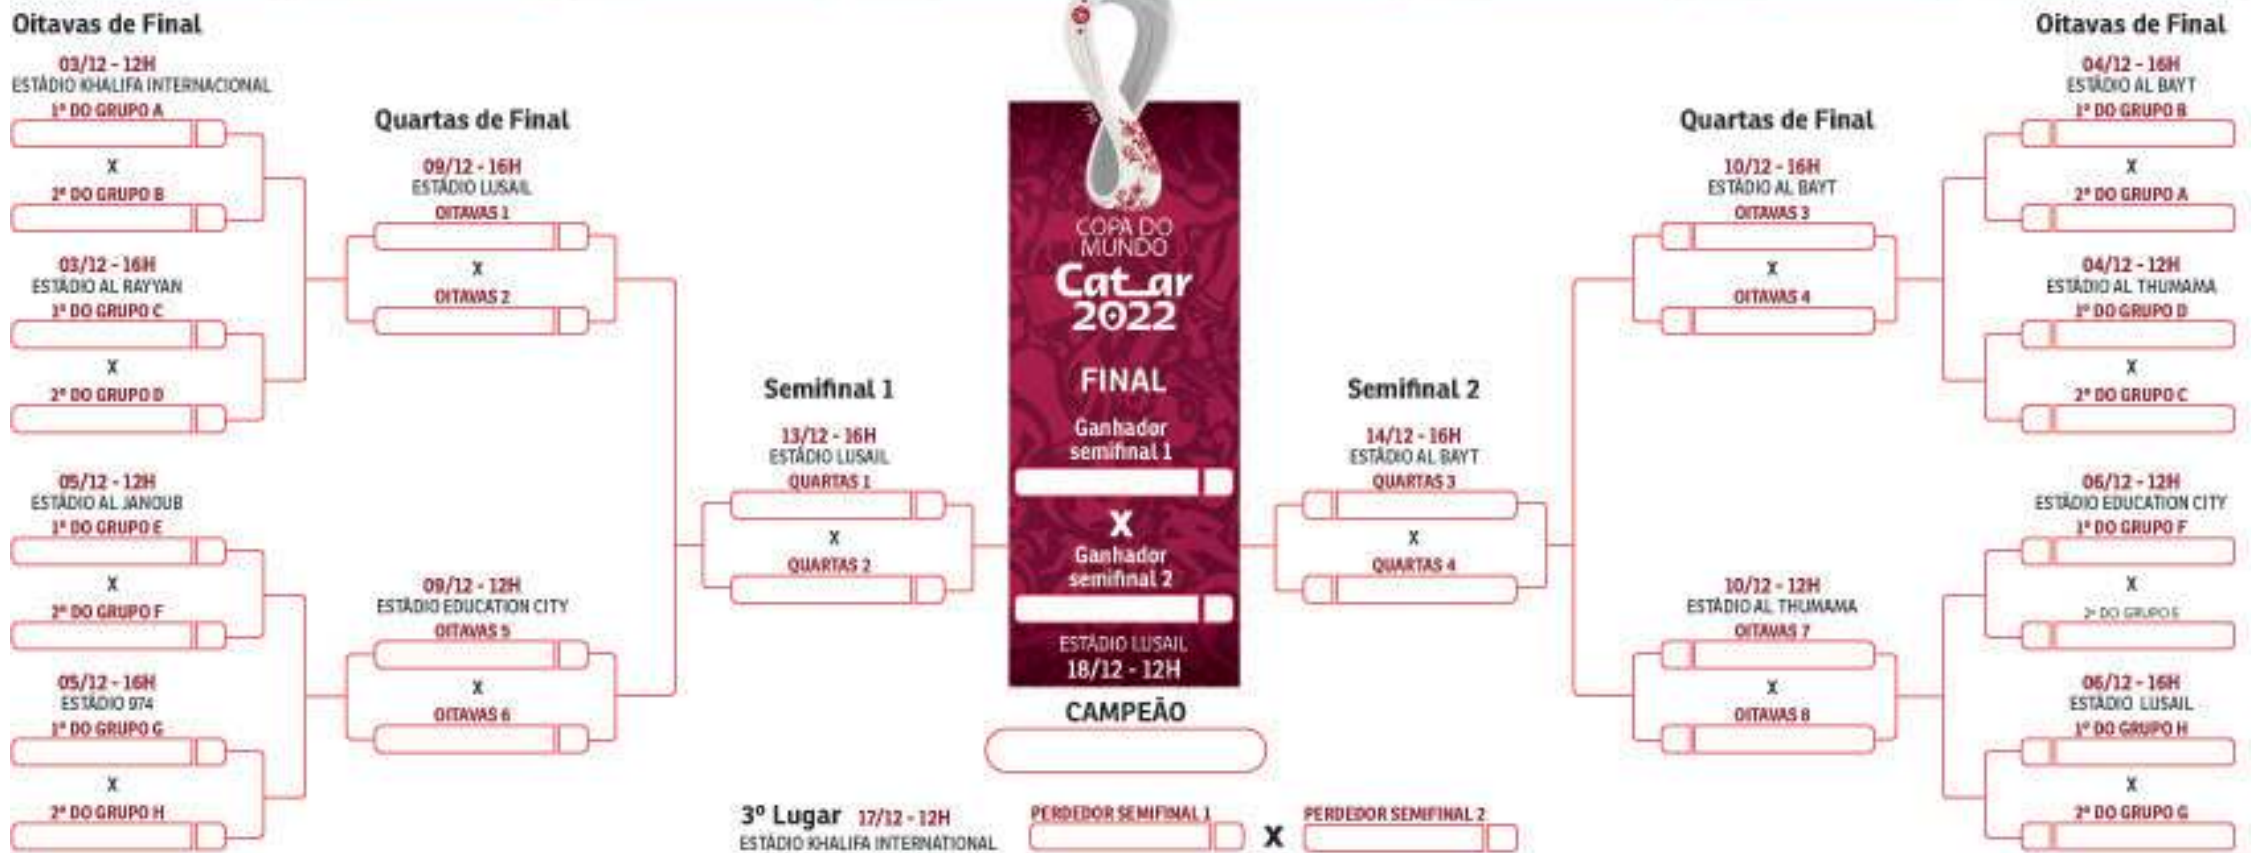 Oitavas de Final
03/12 - 12H
ESTÁDIO KHALIFA INTERNACIONAL
1º DO GRUPO A
X
2º DO GRUPO B
03/12 - 16H
ESTÁDIO AL RAYYAN
1º DO GRUPO C
X
2º DO GRUPO D
05/12 - 12H
ESTÁDIO AL JANOUB
1º DO GRUPO E
X
2º DO GRUPO F
05/12 - 16H
ESTÁDIO 974
1º DO GRUPO G
X
2º DO GRUPO H
Quartas de Final
09/12 - 16H
ESTÁDIO LUSAIL
OITAVAS 1
X
OITAVAS 2
09/12 - 12H
ESTÁDIO EDUCATION CITY
OITAVAS 5
X
OITAVAS 6
Semifinal 1
13/12 - 16H
ESTÁDIO LUSAIL
QUARTAS 1
X
QUARTAS 2
COPA DO
MUNDO
Catar
2022
FINAL
Ganhador
semifinal 1
X
Ganhador
semifinal 2
ESTÁDIO LUSAIL
18/12 - 12H
CAMPEÃO
3º Lugar 17/12 - 12H
ESTÁDIO KHALIFA INTERNATIONAL
PERDEDOR SEMIFINAL 1
X
PERDEDOR SEMIFINAL 2
Semifinal 2
14/12 - 16H
ESTÁDIO AL BAYT
QUARTAS 3
X
QUARTAS 4
Quartas de Final
10/12 - 16H
ESTÁDIO AL BAYT
OITAVAS 3
X
OITAVAS 4
10/12 - 12H
ESTÁDIO AL THUMAMA
OITAVAS 7
X
OITAVAS 8
Oitavas de Final
04/12 - 16H
ESTÁDIO AL BAYT
1º DO GRUPO B
X
2º DO GRUPO A
04/12 - 12H
ESTÁDIO AL THUMAMA
1º DO GRUPO D
X
2º DO GRUPO C
06/12 - 12H
ESTÁDIO EDUCATION CITY
1º DO GRUPO F
X
2º DO GRUPO E
06/12 - 16H
ESTÁDIO LUSAIL
1º DO GRUPO H
X
2º DO GRUPO G